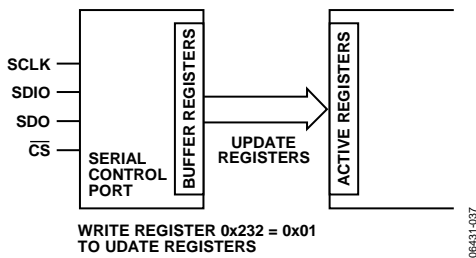 SCLK
SDIO
SDO
CS
SERIAL
CONTROL
PORT
BUFFER REGISTERS
UPDATE
REGISTERS
ACTIVE REGISTERS
WRITE REGISTER 0x232 = 0x01
TO UDATE REGISTERS
06431-037